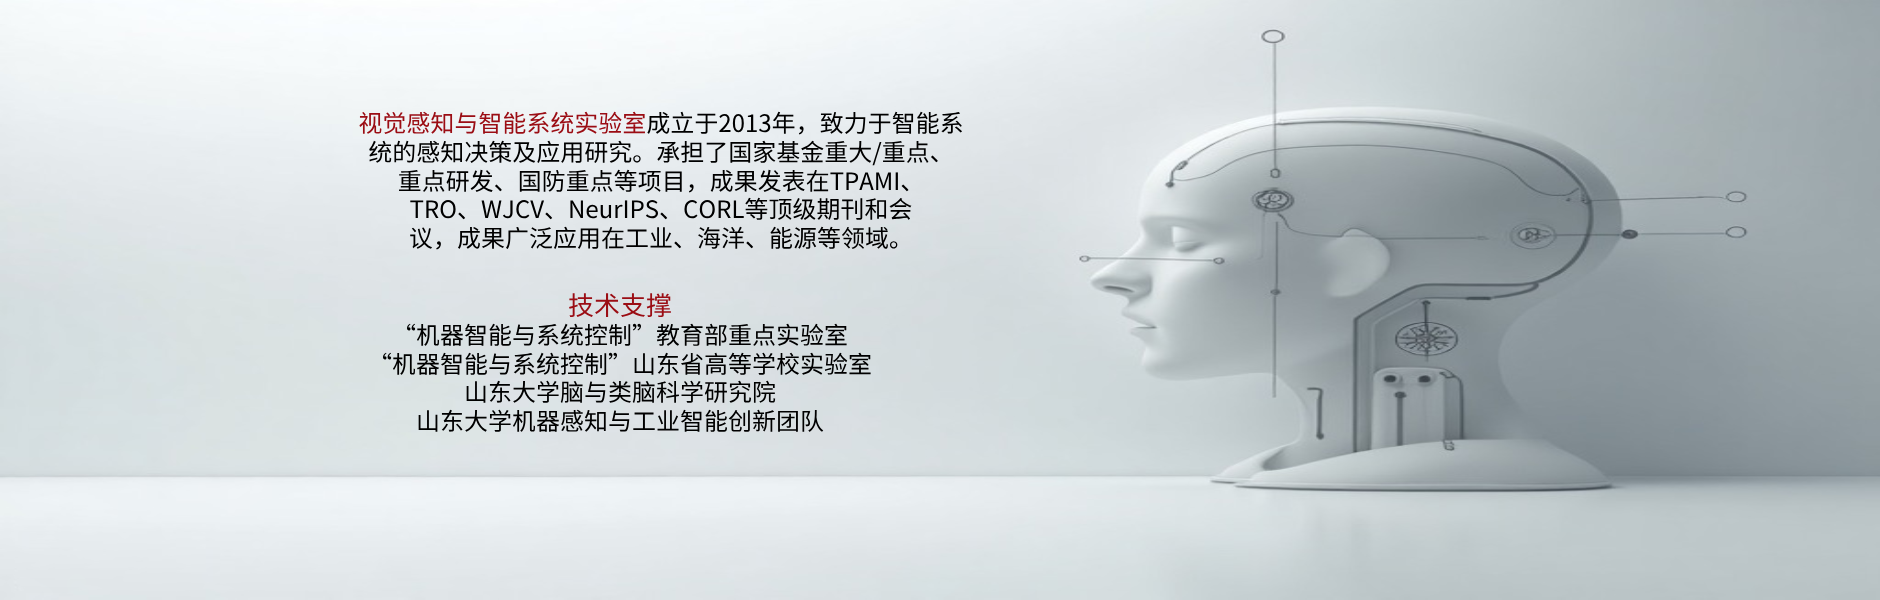 视觉感知与智能系统实验室成立于2013年，致力于智能系
统的感知决策及应用研究。承担了国家基金重大/重点、
重点研发、国防重点等项目，成果发表在TPAMI、
TRO、WJCV、NeurIPS、CORL等顶级期刊和会
议，成果广泛应用在工业、海洋、能源等领域。
技术支撑
“机器智能与系统控制”教育部重点实验室
“机器智能与系统控制”山东省高等学校实验室
山东大学脑与类脑科学研究院
山东大学机器感知与工业智能创新团队